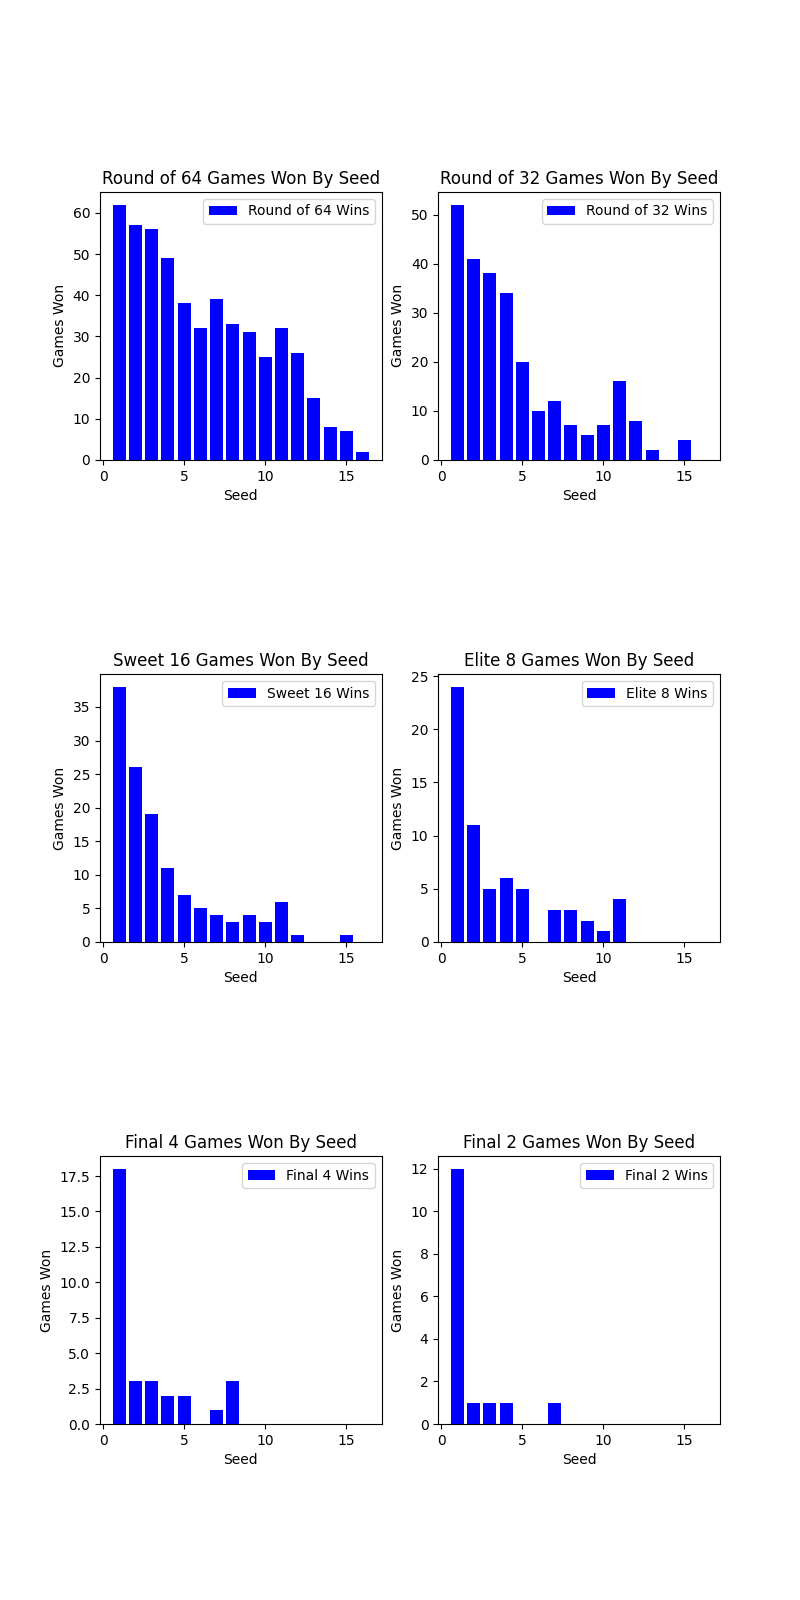 Round of 64 Games Won By Seed
Round of 64 Wins
Games Won
60
50
40
30
20
10
0
0 5 10 15
Seed
Round of 32 Games Won By Seed
Round of 32 Wins
Games Won
50
40
30
20
10
0
0 5 10 15
Seed
Sweet 16 Games Won By Seed
Sweet 16 Wins
Games Won
35
30
25
20
15
10
5
0
0 5 10 15
Seed
Elite 8 Games Won By Seed
Elite 8 Wins
Games Won
25
20
15
10
5
0
0 5 10 15
Seed
Final 4 Games Won By Seed
Final 4 Wins
Games Won
17.5
15.0
12.5
10.0
7.5
5.0
2.5
0.0
0 5 10 15
Seed
Final 2 Games Won By Seed
Final 2 Wins
Games Won
12
10
8
6
4
2
0
0 5 10 15
Seed